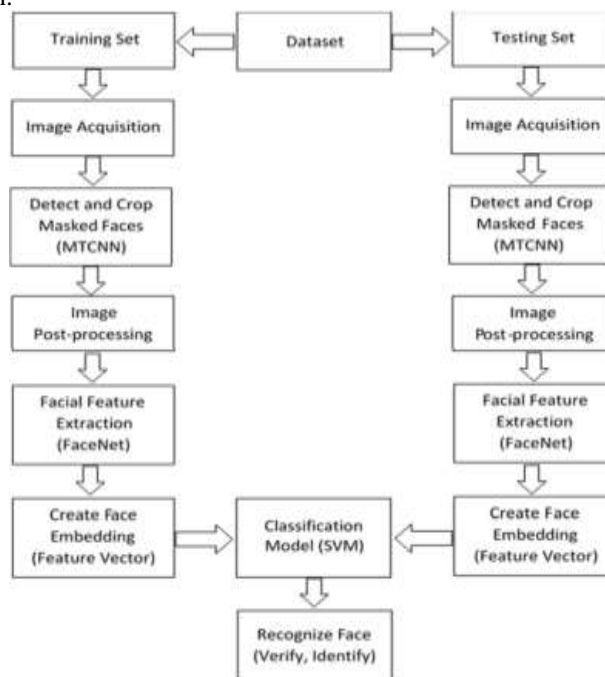 Training Set
Dataset
Testing Set
Image Acquisition
Image Acquisition
Detect and Crop
Masked Faces
(MTCNN)
Detect and Crop
Masked Faces
(MTCNN)
Image
Post-processing
Image
Post-processing
Facial Feature
Extraction
(FaceNet)
Facial Feature
Extraction
(FaceNet)
Create Face
Embedding
(Feature Vector)
Classification
Model (SVM)
Create Face
Embedding
(Feature Vector)
Recognize Face
(Verify, Identify)